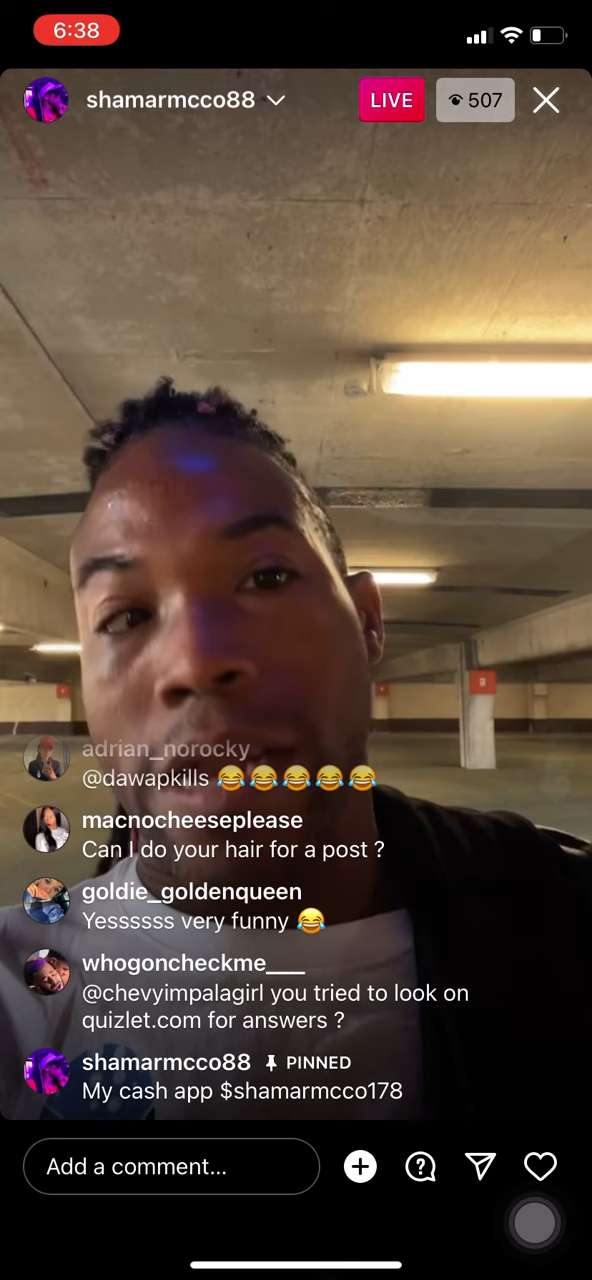 6:38
shamarmcco88
LIVE
507
adrian_norocky
@dawapkills 😂😂😂😂😂
macnocheeseplease
Can I do your hair for a post ?
goldie_goldenqueen
Yessssss very funny 😂
whogoncheckme___
@chevyimpalagirl you tried to look on
quizlet.com for answers ?
shamarmcco88 PINNED
My cash app $shamarmcco178
Add a comment...